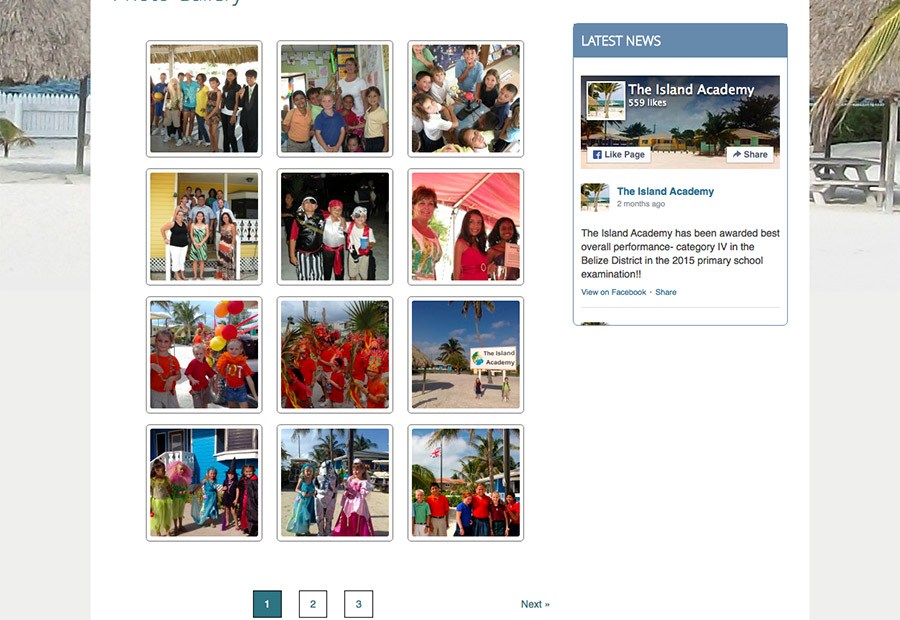 Photo Gallery
LATEST NEWS
The Island Academy
559 likes
Like Page
Share
The Island Academy
2 months ago
The Island Academy has been awarded best
overall performance- category IV in the
Belize District in the 2015 primary school
examination!!
View on Facebook · Share
The Island
Academy
1 2 3 Next »